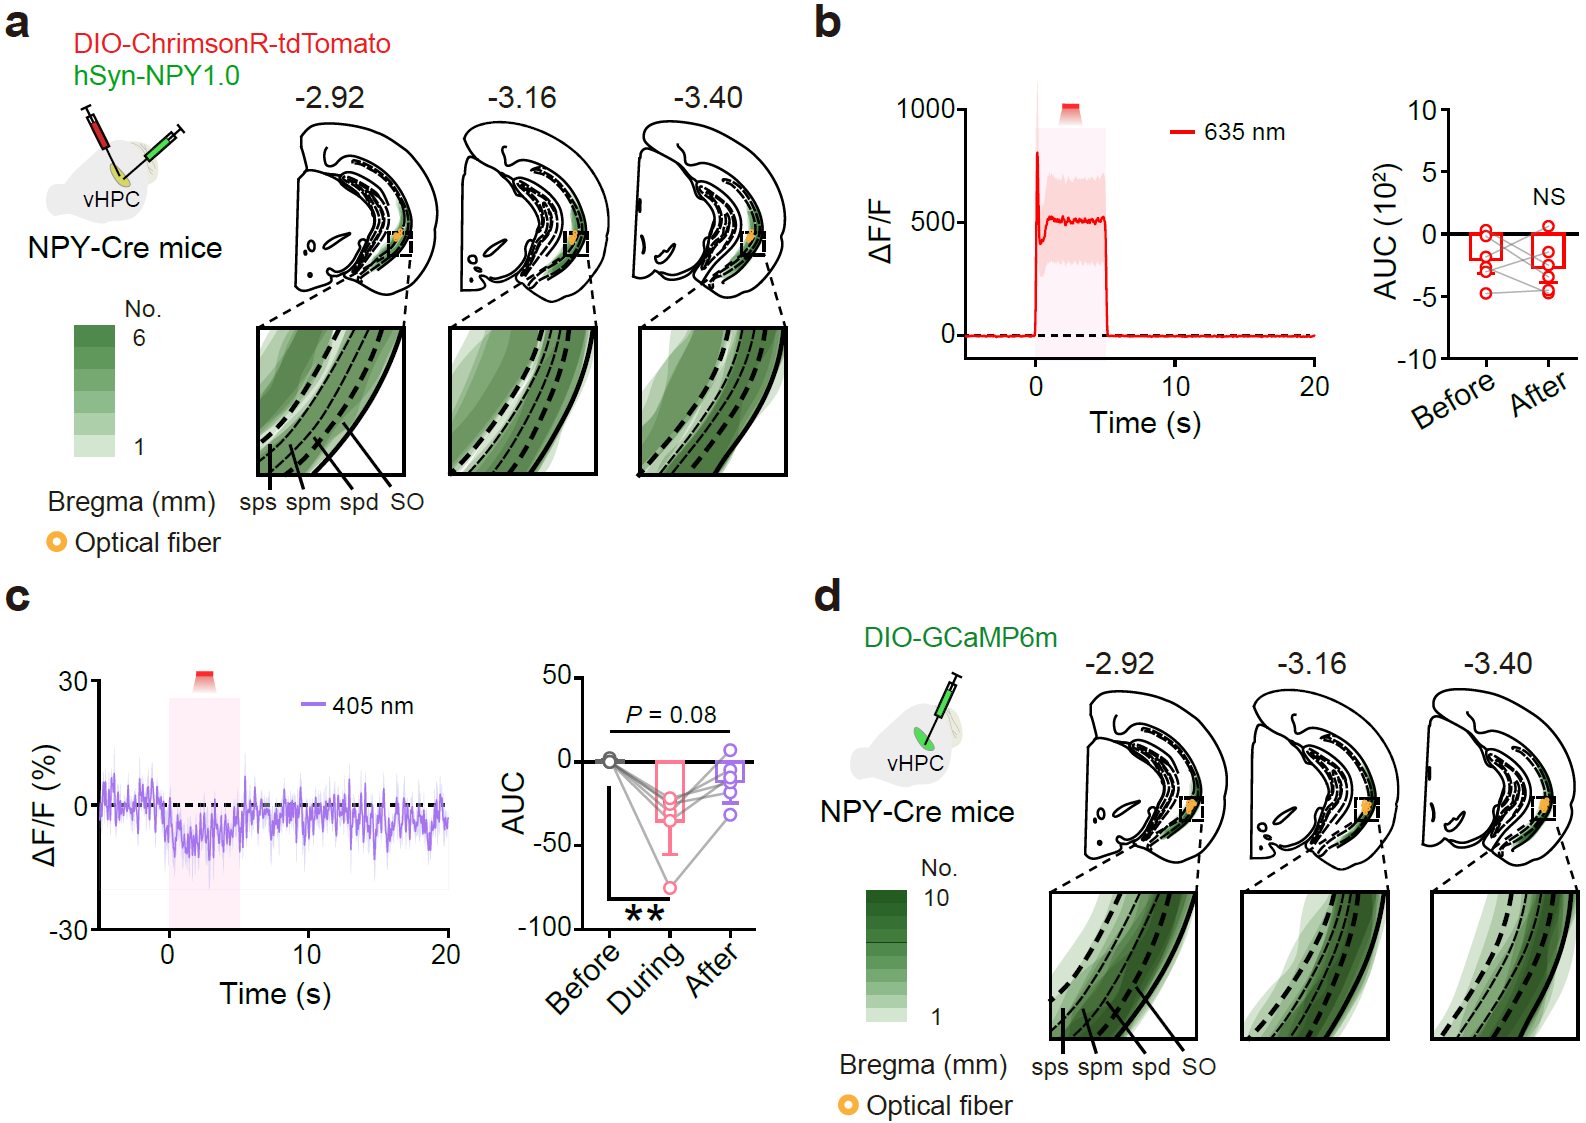 a
DIO-ChrimsonR-tdTomato
hSyn-NPY1.0
-2.92
-3.16
-3.40
vHPC
NPY-Cre mice
No.
6
1
sps spm spd SO
Bregma (mm)
Optical fiber
b
1000
500
0
ΔF/F
635 nm
0
10
20
Time (s)
10
5
0
-5
-10
AUC (10²)
NS
Before
After
c
30
0
-30
ΔF/F (%)
405 nm
0
10
20
Time (s)
50
0
-50
-100
AUC
P = 0.08
**
Before
During
After
d
DIO-GCaMP6m
-2.92
-3.16
-3.40
vHPC
NPY-Cre mice
No.
10
1
sps spm spd SO
Bregma (mm)
Optical fiber